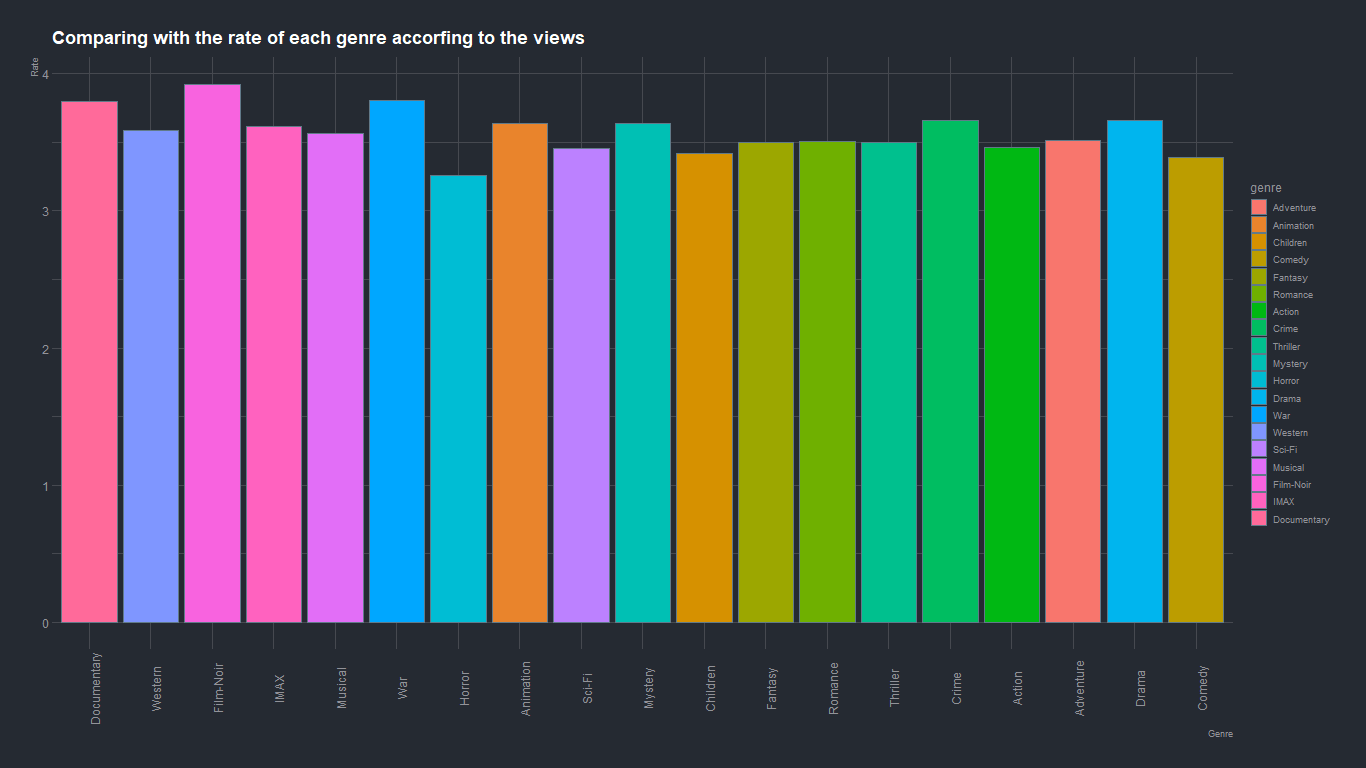 Comparing with the rate of each genre accorfing to the views
Rate
4
3
2
1
0
Documentary
Western
Film-Noir
IMAX
Musical
War
Horror
Animation
Sci-Fi
Mystery
Children
Fantasy
Romance
Thriller
Crime
Action
Adventure
Drama
Comedy
Genre
genre
Adventure
Animation
Children
Comedy
Fantasy
Romance
Action
Crime
Thriller
Mystery
Horror
Drama
War
Western
Sci-Fi
Musical
Film-Noir
IMAX
Documentary